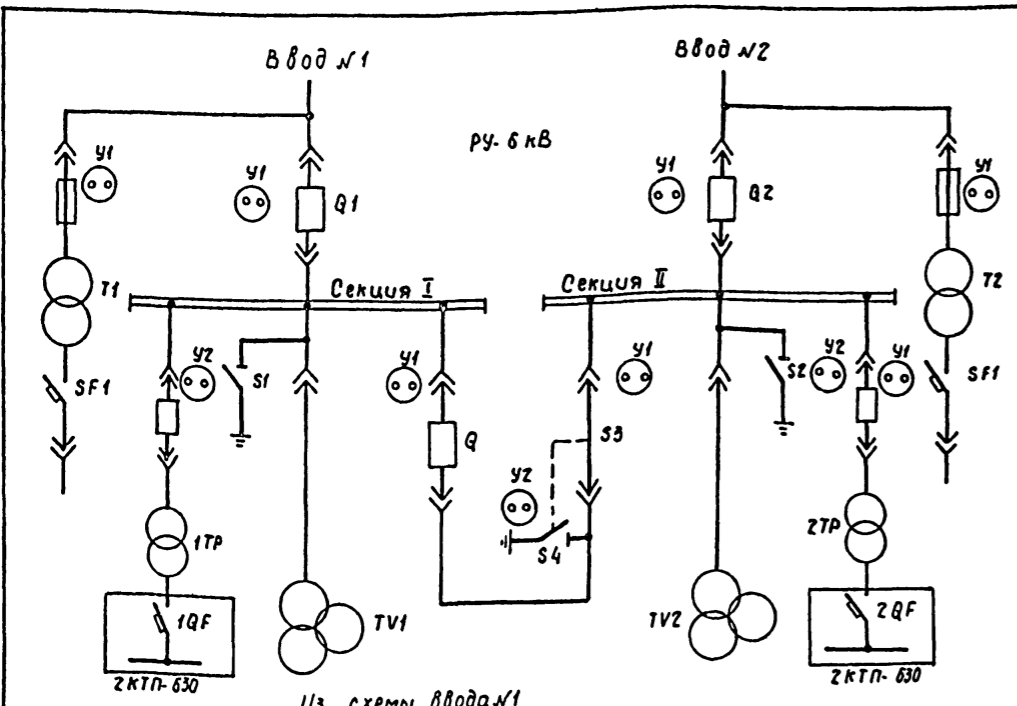 Ввод №1
Ввод №2
РУ-6 кВ
У1
У1
Q1
У1
Q2
У1
Т1
Секция I
Секция II
Т2
SF1
У2
S1
У1
У1
S2
У2
У1
SF1
Q
S3
У2
S4
1ТР
2ТР
1QF
TV1
TV2
2QF
2КТП-630
2КТП-630
Из схемы ввода №1